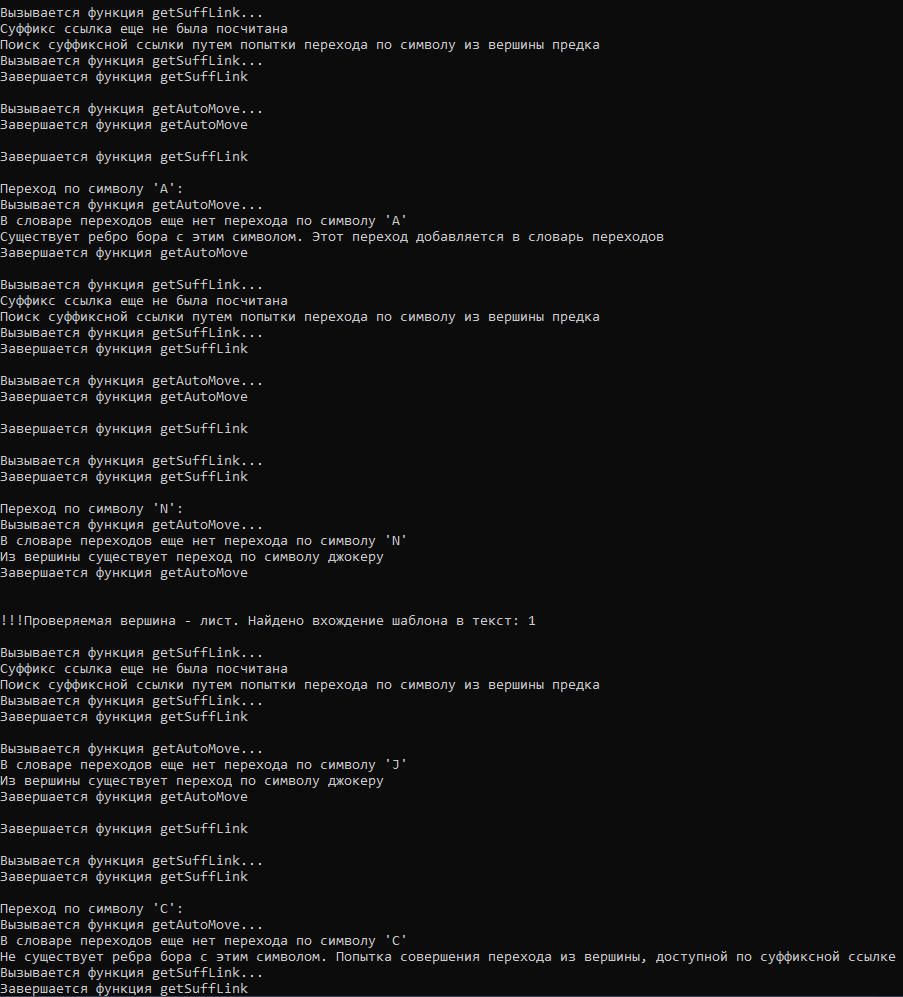 Вызывается функция getSuffLink...
Суффикс ссылка еще не была посчитана
Поиск суффиксной ссылки путем попытки перехода по символу из вершины предка
Вызывается функция getSuffLink...
Завершается функция getSuffLink
Вызывается функция getAutoMove...
Завершается функция getAutoMove
Завершается функция getSuffLink
Переход по символу 'A':
Вызывается функция getAutoMove...
В словаре переходов еще нет перехода по символу 'A'
Существует ребро бора с этим символом. Этот переход добавляется в словарь переходов
Завершается функция getAutoMove
Вызывается функция getSuffLink...
Суффикс ссылка еще не была посчитана
Поиск суффиксной ссылки путем попытки перехода по символу из вершины предка
Вызывается функция getSuffLink...
Завершается функция getSuffLink
Вызывается функция getAutoMove...
Завершается функция getAutoMove
Завершается функция getSuffLink
Вызывается функция getSuffLink...
Завершается функция getSuffLink
Переход по символу 'N':
Вызывается функция getAutoMove...
В словаре переходов еще нет перехода по символу 'N'
Из вершины существует переход по символу джокеру
Завершается функция getAutoMove
!!!Проверяемая вершина - лист. Найдено вхождение шаблона в текст: 1
Вызывается функция getSuffLink...
Суффикс ссылка еще не была посчитана
Поиск суффиксной ссылки путем попытки перехода по символу из вершины предка
Вызывается функция getSuffLink...
Завершается функция getSuffLink
Вызывается функция getAutoMove...
В словаре переходов еще нет перехода по символу 'J'
Из вершины существует переход по символу джокеру
Завершается функция getAutoMove
Завершается функция getSuffLink
Вызывается функция getSuffLink...
Завершается функция getSuffLink
Переход по символу 'C':
Вызывается функция getAutoMove...
В словаре переходов еще нет перехода по символу 'C'
Не существует ребра бора с этим символом. Попытка совершения перехода из вершины, доступной по суффиксной ссылке
Вызывается функция getSuffLink...
Завершается функция getSuffLink